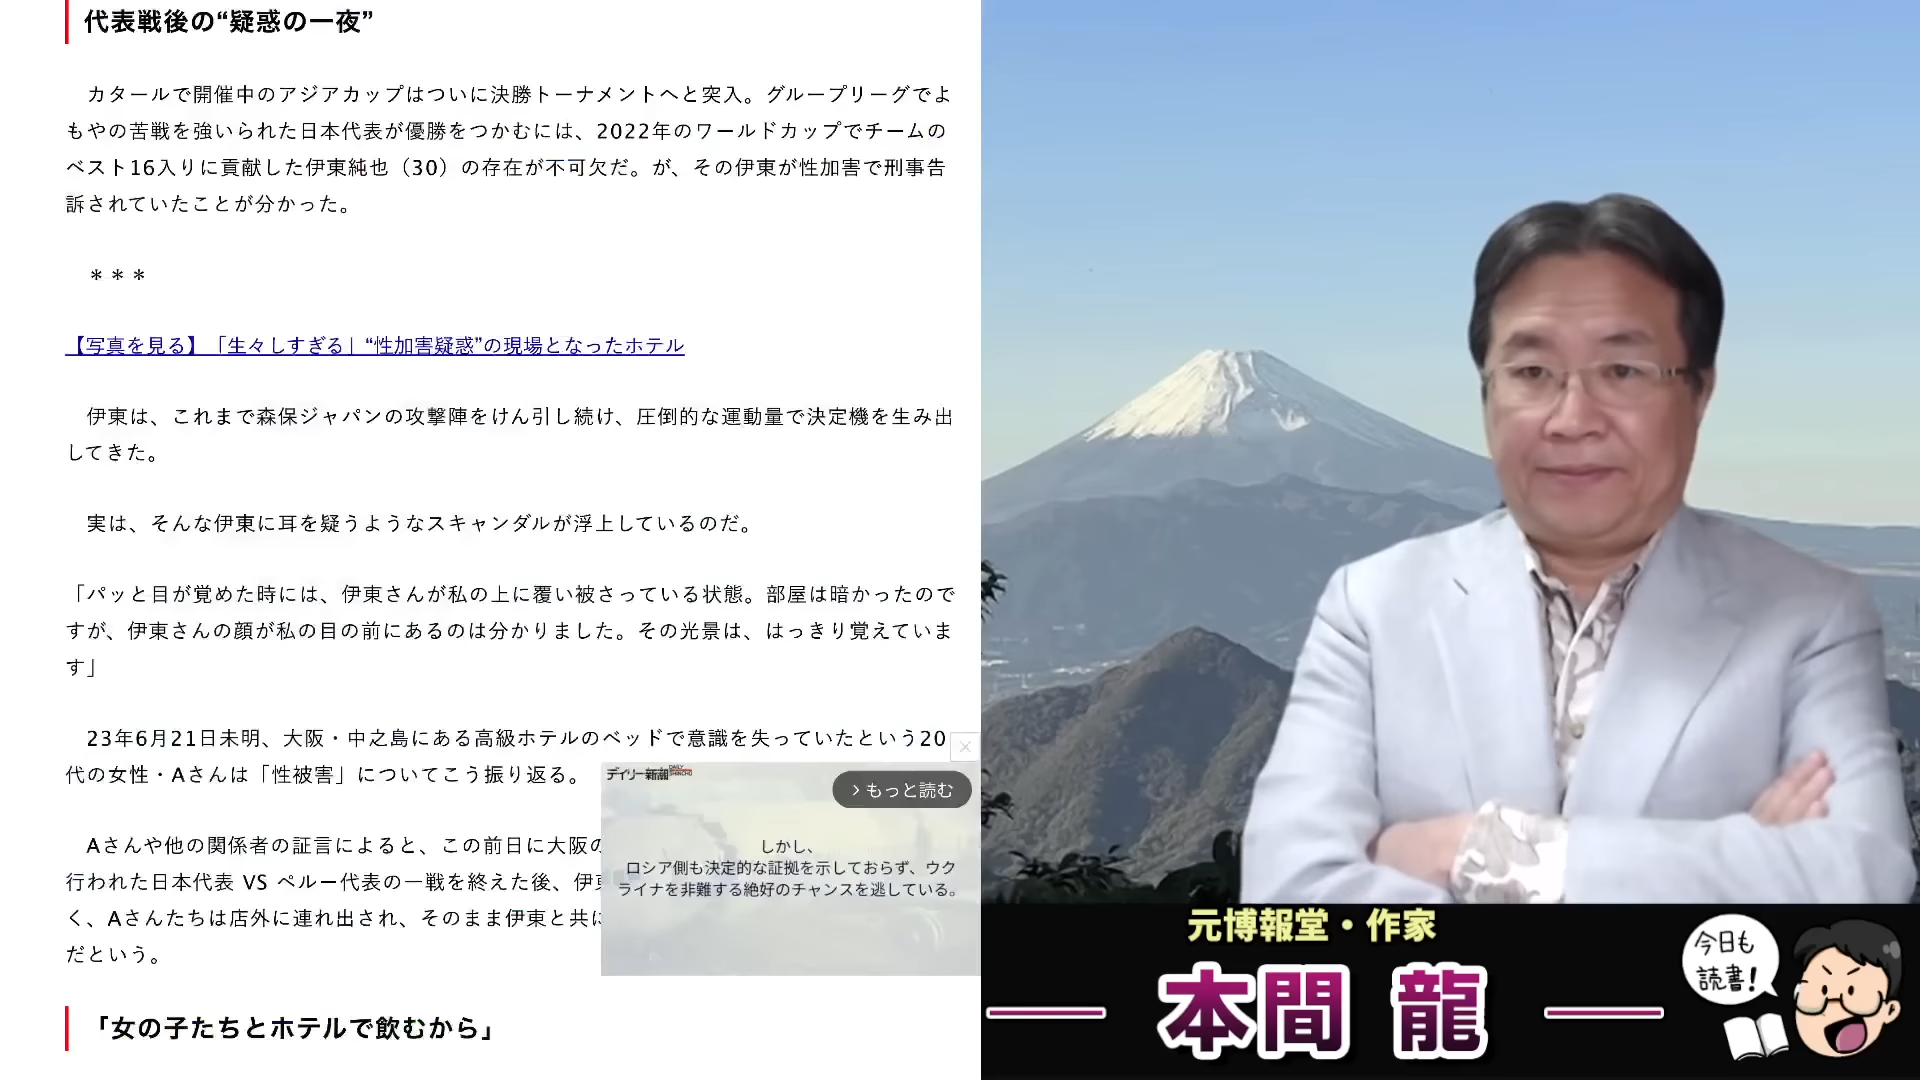 代表戦後の“疑惑の一夜”
カタールで開催中のアジアカップはついに決勝トーナメントへと突入。グループリーグでよ
もやの苦戦を強いられた日本代表が優勝をつかむには、2022年のワールドカップでチームの
ベスト16入りに貢献した伊東純也（30）の存在が不可欠だ。が、その伊東が性加害で刑事告
訴されていたことが分かった。
＊＊＊
【写真を見る】「生々しすぎる」“性加害疑惑”の現場となったホテル
伊東は、これまで森保ジャパンの攻撃陣をけん引し続け、圧倒的な運動量で決定機を生み出
してきた。
実は、そんな伊東に耳を疑うようなスキャンダルが浮上しているのだ。
「パッと目が覚めた時には、伊東さんが私の上に覆い被さっている状態。部屋は暗かったので
すが、伊東さんの顔が私の目の前にあるのは分かりました。その光景は、はっきり覚えていま
す」
23年6月21日未明、大阪・中之島にある高級ホテルのベッドで意識を失っていたという20
代の女性・Aさんは「性被害」についてこう振り返る。
Aさんや他の関係者の証言によると、この前日に大阪の
行われた日本代表 VS ペルー代表の一戦を終えた後、伊東
く、Aさんたちは店外に連れ出され、そのまま伊東と共に
だという。
「女の子たちとホテルで飲むから」
デイリー新潮 DAILY SHINCHO
×
› もっと読む
しかし、
ロシア側も決定的な証拠を示しておらず、ウク
ライナを非難する絶好のチャンスを逃している。
元博報堂・作家
本間 龍
今日も
読書！